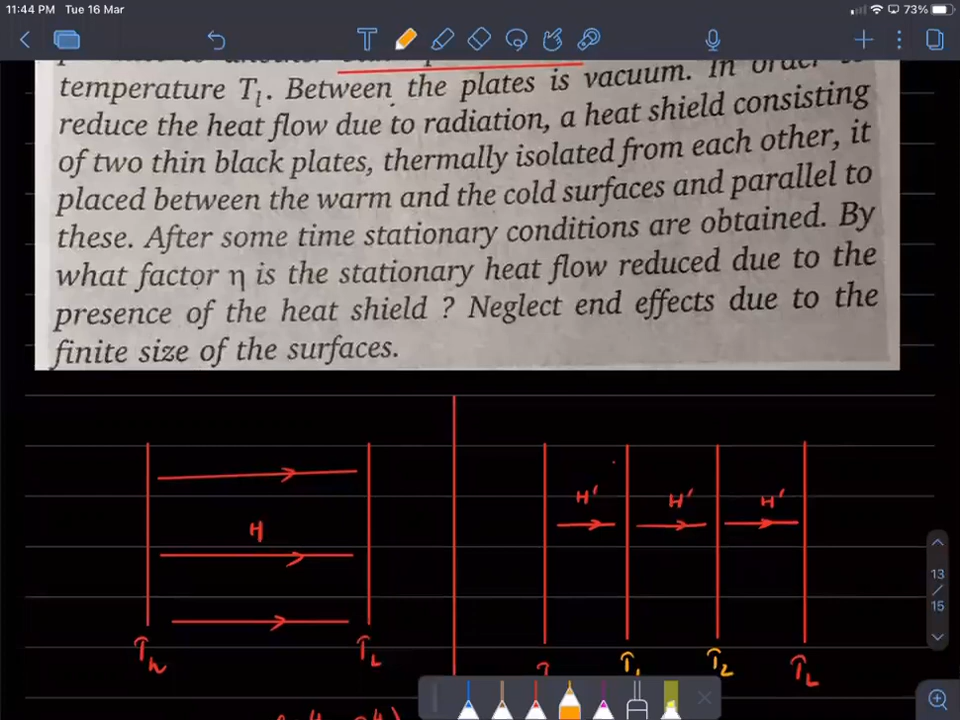 11:44 PM Tue 16 Mar
73%
temperature Tl. Between the plates is vacuum. In order to
reduce the heat flow due to radiation, a heat shield consisting
of two thin black plates, thermally isolated from each other, it
placed between the warm and the cold surfaces and parallel to
these. After some time stationary conditions are obtained. By
what factor η is the stationary heat flow reduced due to the
presence of the heat shield ? Neglect end effects due to the
finite size of the surfaces.
H
H' H' H'
Th TL
T1 T2 TL
13
/
15